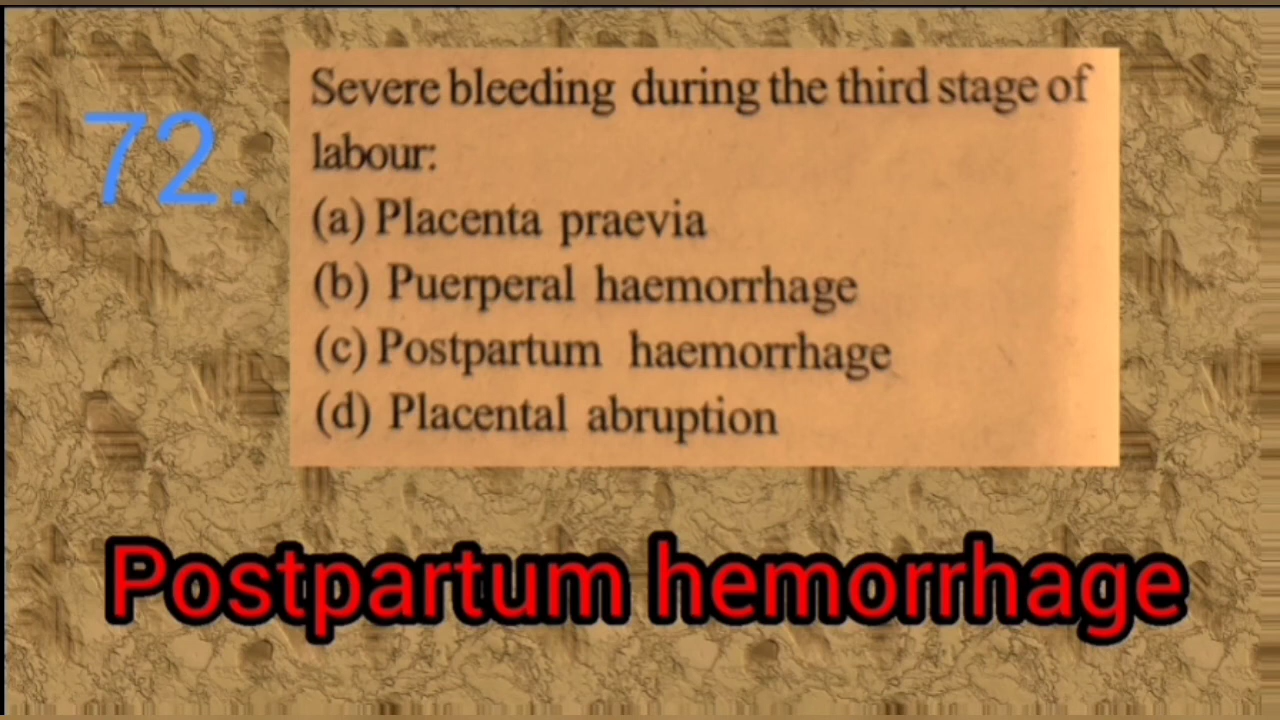 72.
Severe bleeding during the third stage of
labour:
(a) Placenta praevia
(b) Puerperal haemorrhage
(c) Postpartum haemorrhage
(d) Placental abruption
Postpartum hemorrhage